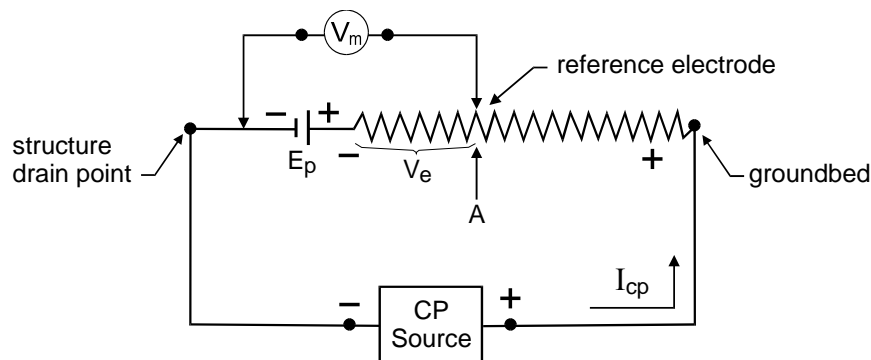 Vm
reference electrode
− +
structure
drain point
Ep
− Ve
+
groundbed
A
Icp
− +
CP
Source